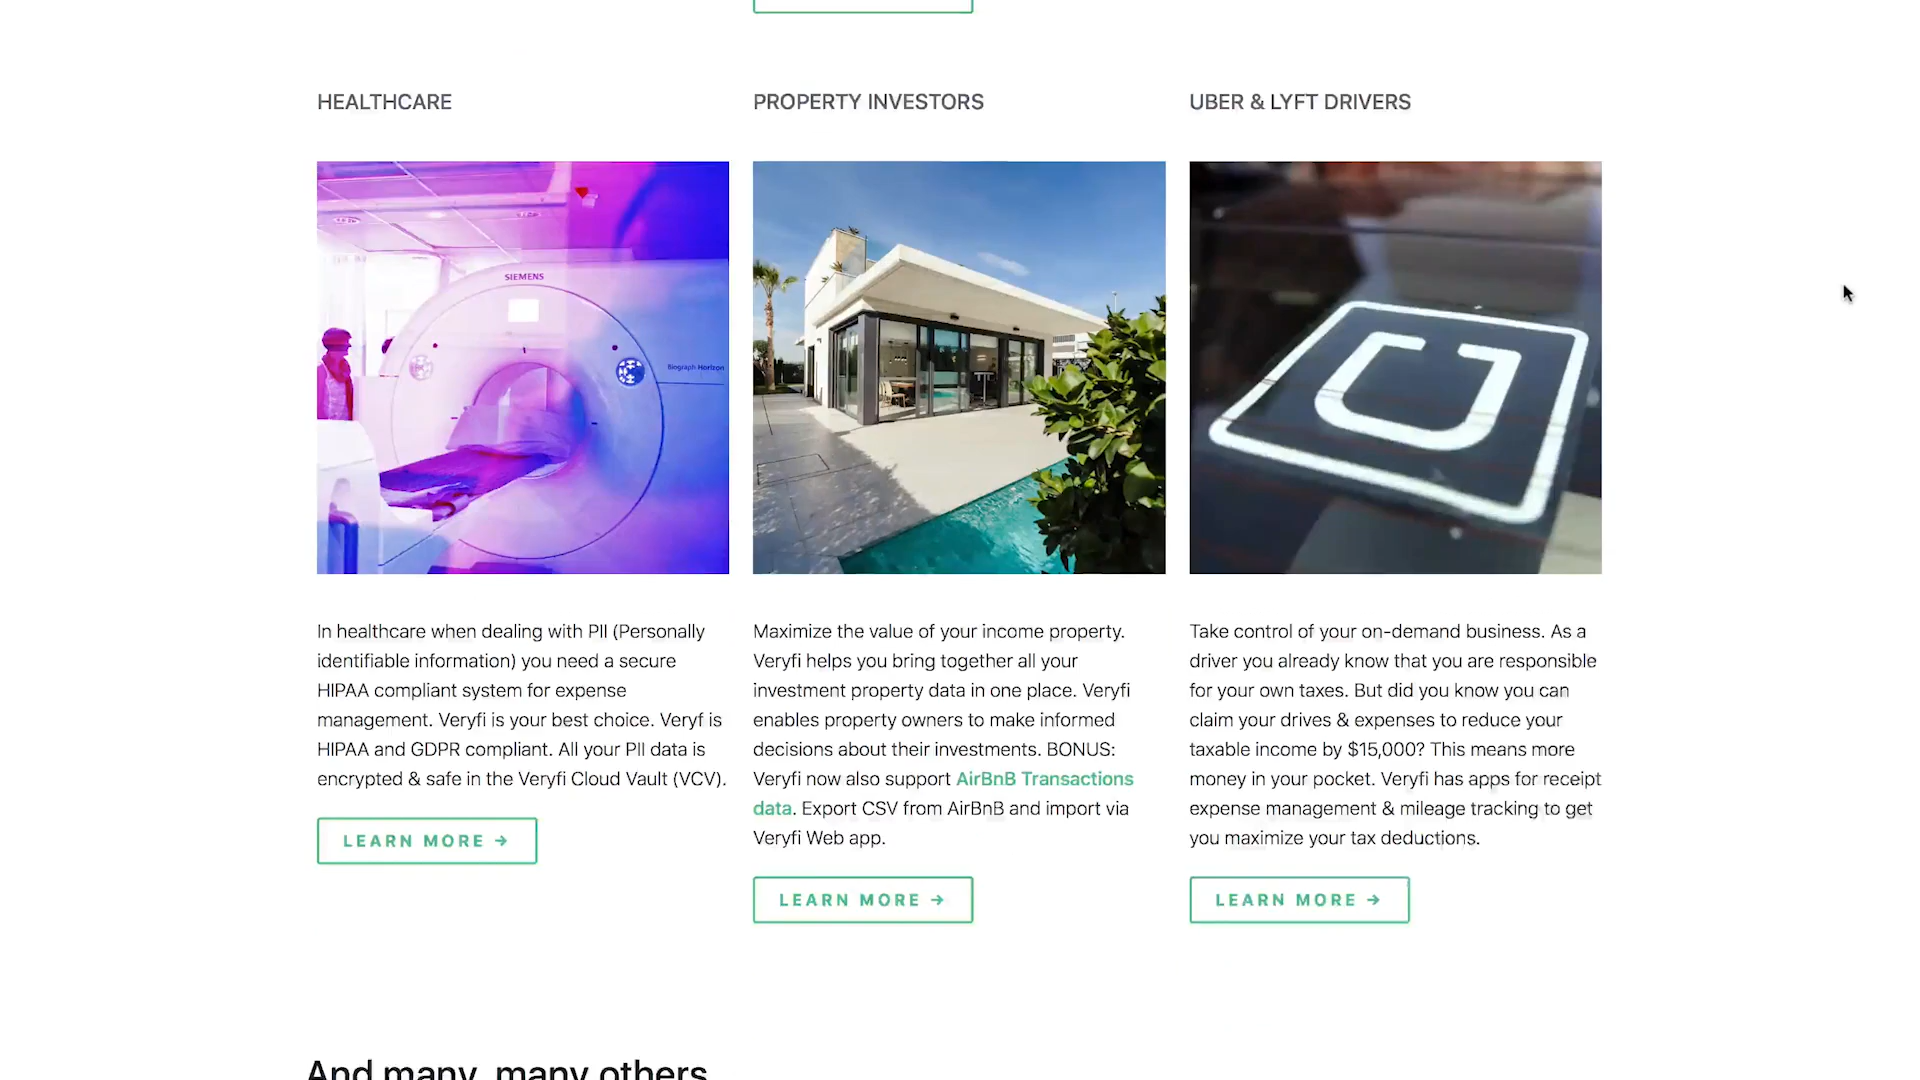 HEALTHCARE
PROPERTY INVESTORS
UBER & LYFT DRIVERS
SIEMENS
Biograph Horizon
In healthcare when dealing with PII (Personally
identifiable information) you need a secure
HIPAA compliant system for expense
management. Veryfi is your best choice. Veryf is
HIPAA and GDPR compliant. All your PII data is
encrypted & safe in the Veryfi Cloud Vault (VCV).
LEARN MORE →
Maximize the value of your income property.
Veryfi helps you bring together all your
investment property data in one place. Veryfi
enables property owners to make informed
decisions about their investments. BONUS:
Veryfi now also support AirBnB Transactions
data. Export CSV from AirBnB and import via
Veryfi Web app.
LEARN MORE →
Take control of your on-demand business. As a
driver you already know that you are responsible
for your own taxes. But did you know you can
claim your drives & expenses to reduce your
taxable income by $15,000? This means more
money in your pocket. Veryfi has apps for receipt
expense management & mileage tracking to get
you maximize your tax deductions.
LEARN MORE →
And many, many others